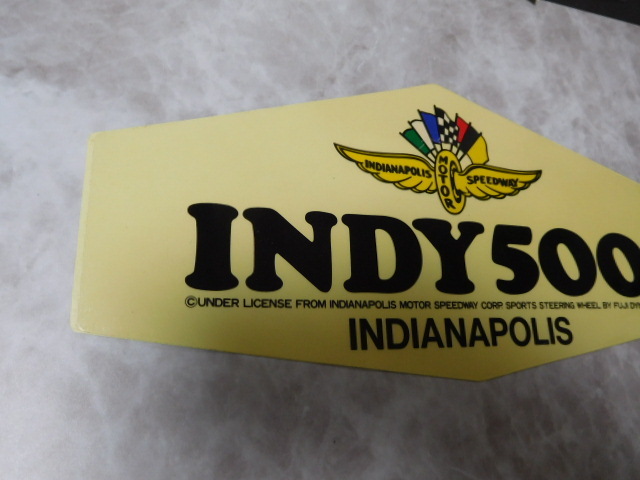 INDIANAPOLIS MOTOR SPEEDWAY
INDY500
©UNDER LICENSE FROM INDIANAPOLIS MOTOR SPEEDWAY CORP. SPORTS STEERING WHEEL BY FUJI
INDIANAPOLIS